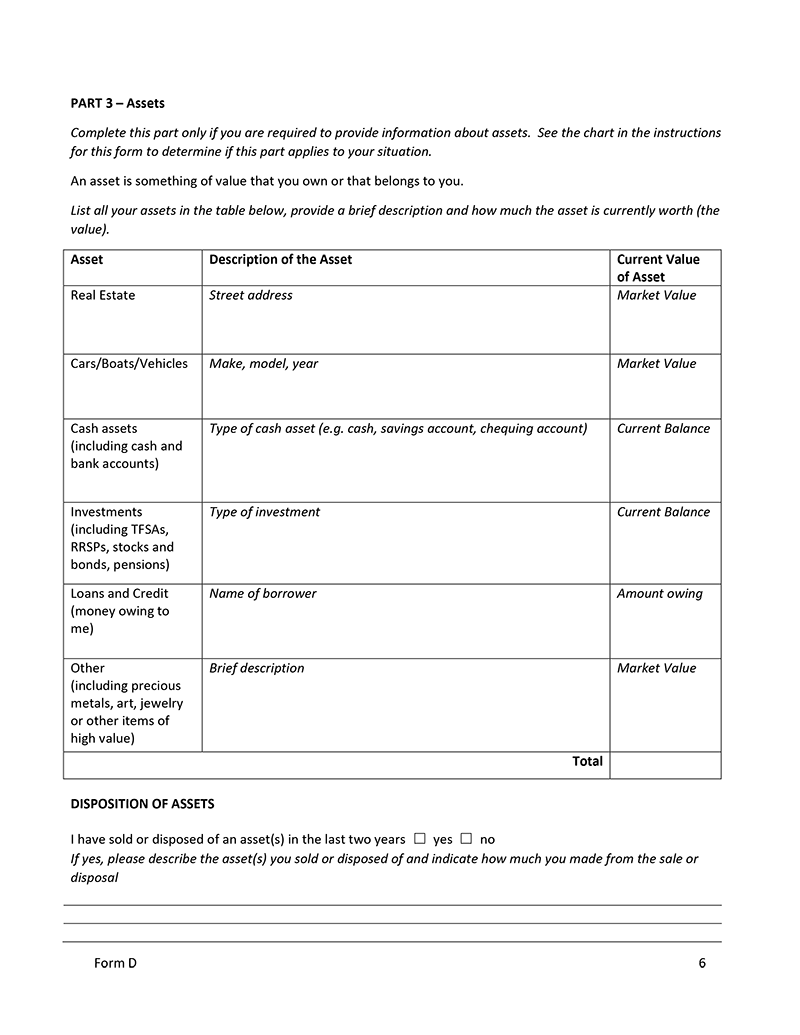 PART 3 – Assets
Complete this part only if you are required to provide information about assets.  See the chart in the instructions
for this form to determine if this part applies to your situation.
An asset is something of value that you own or that belongs to you.
List all your assets in the table below, provide a brief description and how much the asset is currently worth (the
value).
Asset
Description of the Asset
Current Value
of Asset
Real Estate
Street address
Market Value
Cars/Boats/Vehicles
Make, model, year
Market Value
Cash assets
(including cash and
bank accounts)
Type of cash asset (e.g. cash, savings account, chequing account)
Current Balance
Investments
(including TFSAs,
RRSPs, stocks and
bonds, pensions)
Type of investment
Current Balance
Loans and Credit
(money owing to
me)
Name of borrower
Amount owing
Other
(including precious
metals, art, jewelry
or other items of
high value)
Brief description
Market Value
Total
DISPOSITION OF ASSETS
I have sold or disposed of an asset(s) in the last two years ☐ yes ☐ no
If yes, please describe the asset(s) you sold or disposed of and indicate how much you made from the sale or
disposal
Form D 6